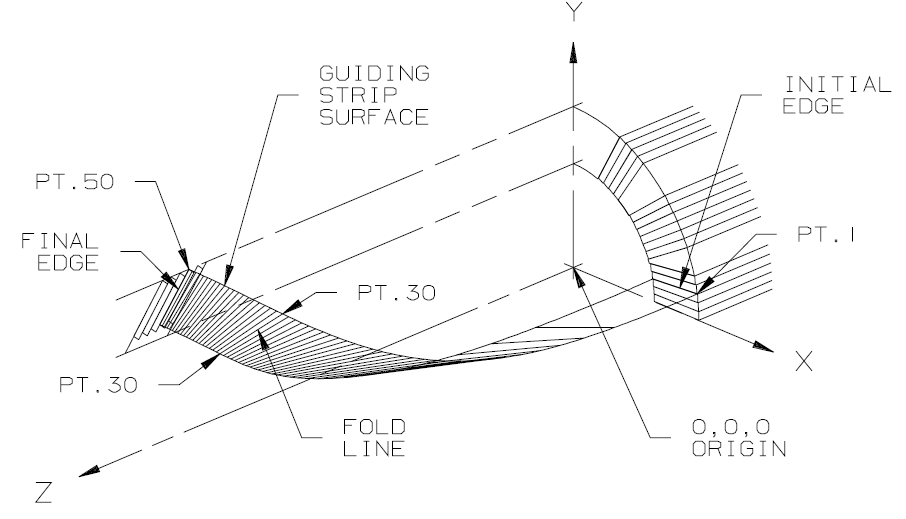 Y
GUIDING
STRIP
SURFACE
INITIAL
EDGE
PT.50
FINAL
EDGE
PT.1
PT.30
X
PT.30
FOLD
LINE
0,0,0
ORIGIN
Z